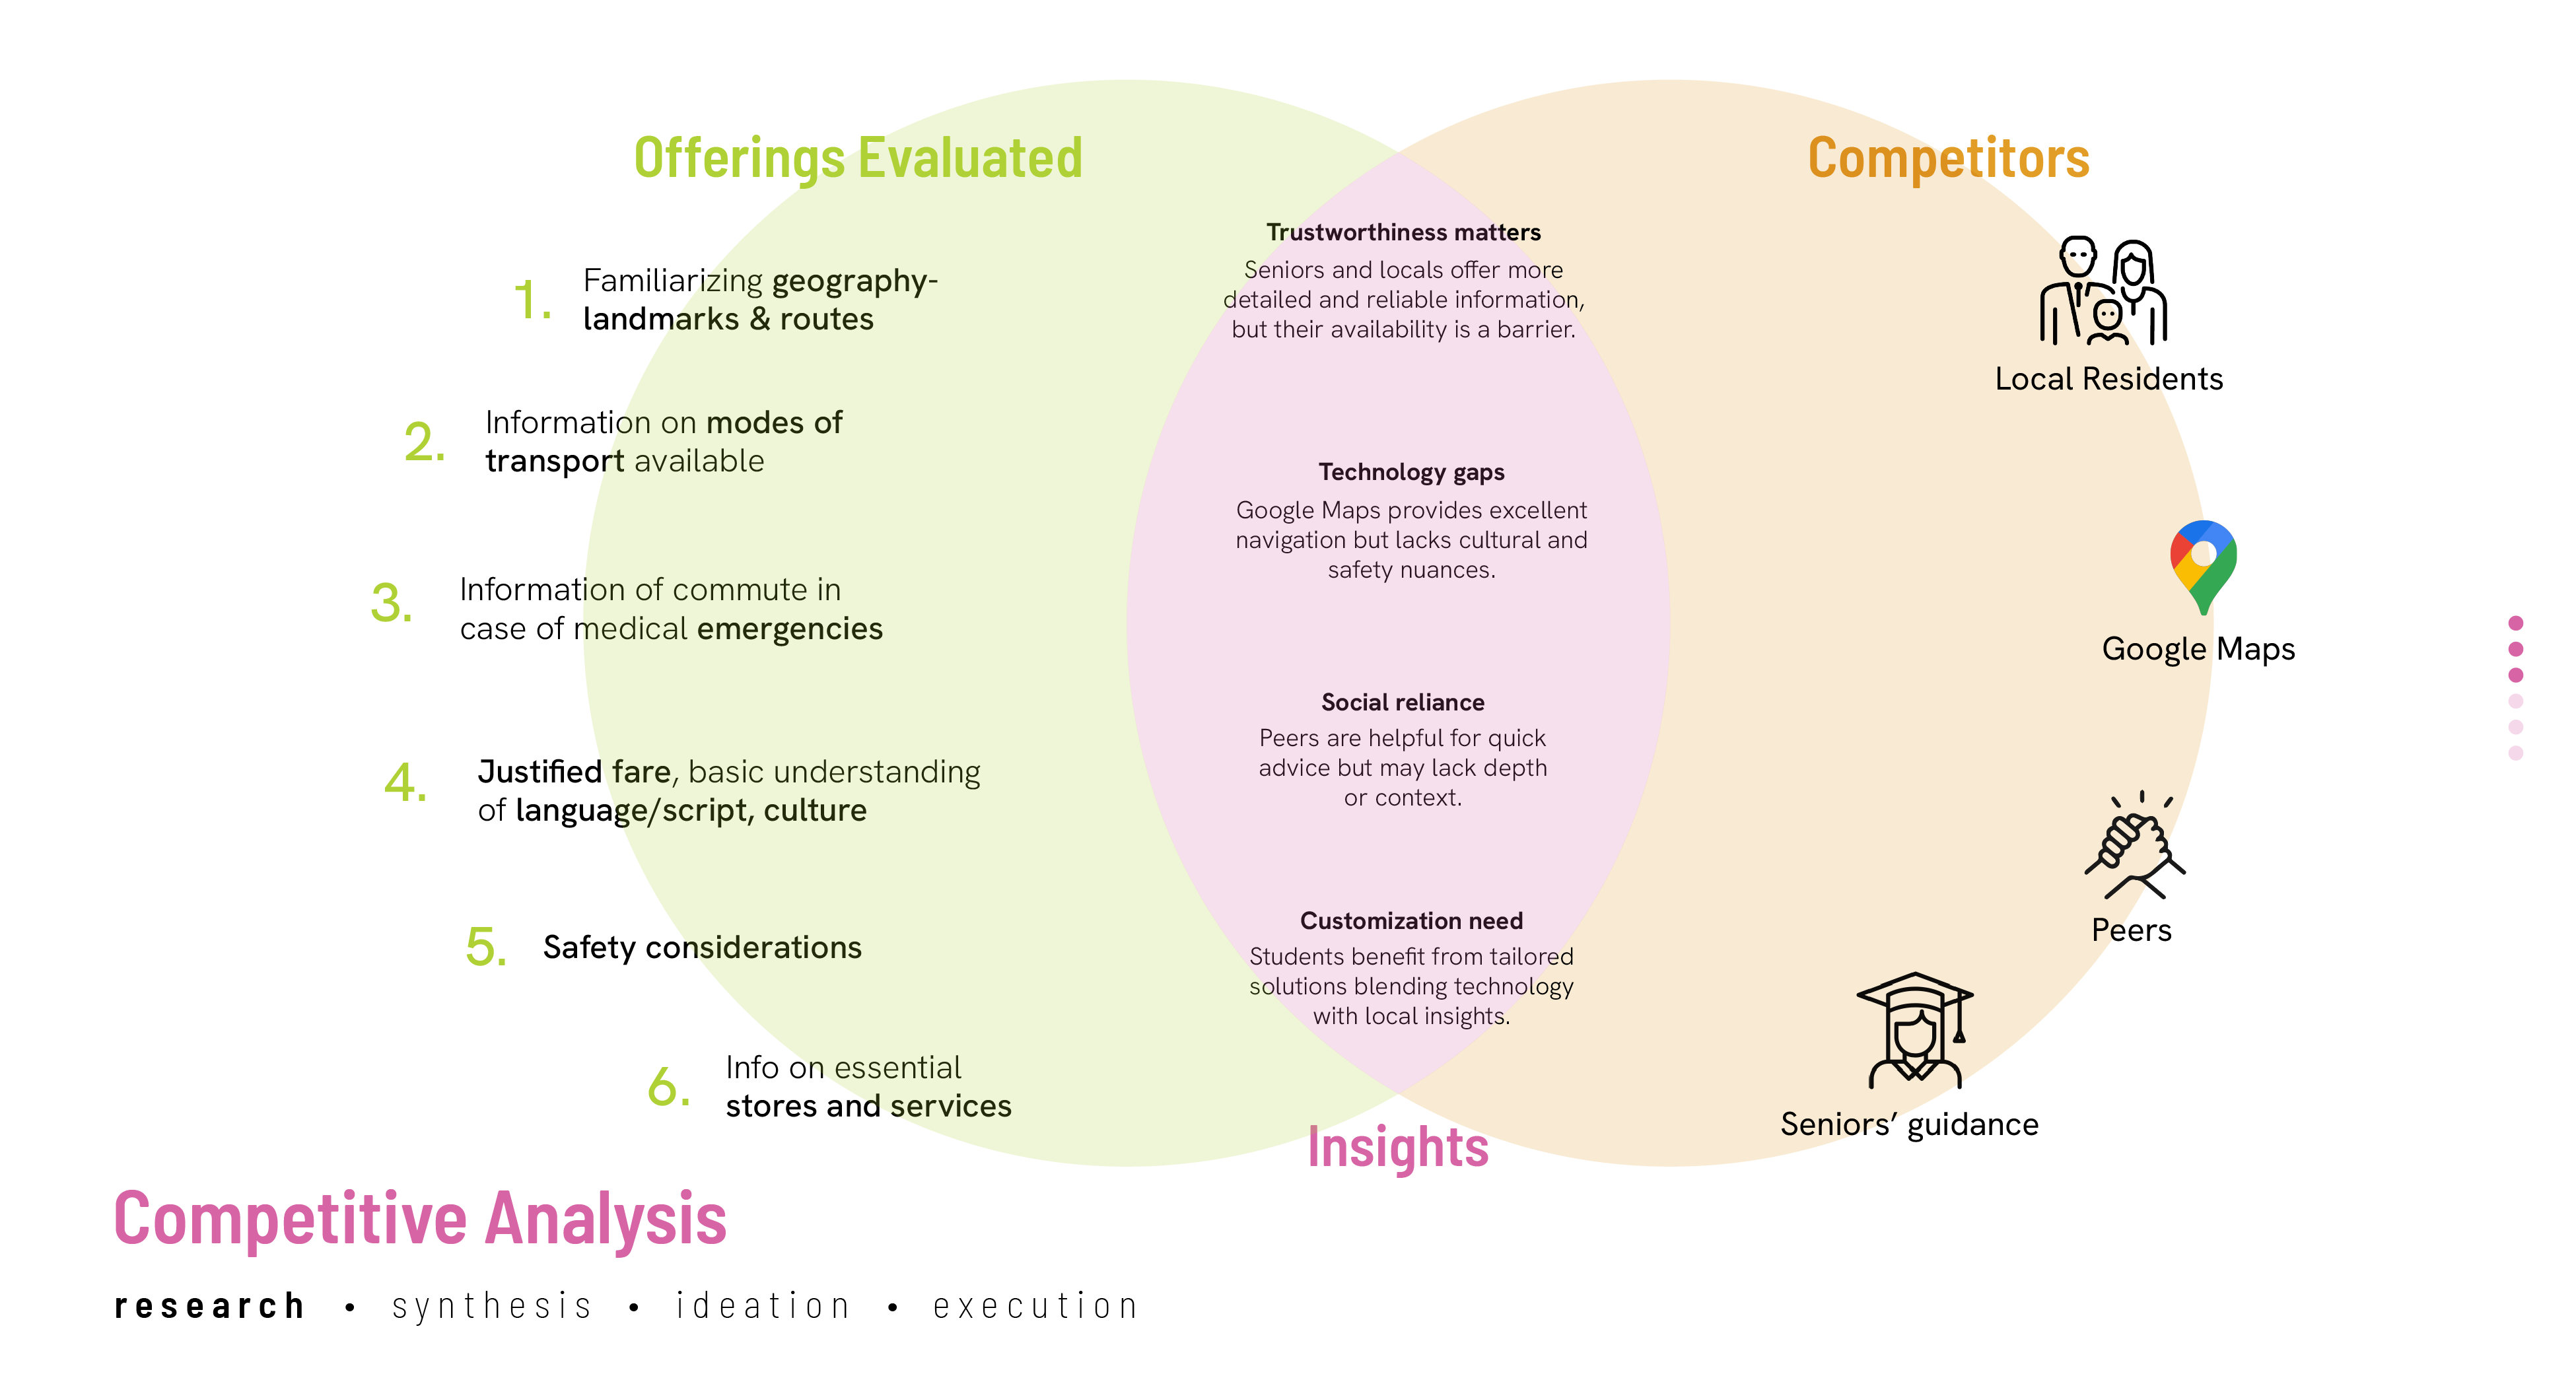 Offerings Evaluated
1.
Familiarizing geography-
landmarks & routes
2.
Information on modes of
transport available
3.
Information of commute in
case of medical emergencies
4.
Justified fare, basic understanding
of language/script, culture
5.
Safety considerations
6.
Info on essential
stores and services
Trustworthiness matters
Seniors and locals offer more
detailed and reliable information,
but their availability is a barrier.
Technology gaps
Google Maps provides excellent
navigation but lacks cultural and
safety nuances.
Social reliance
Peers are helpful for quick
advice but may lack depth
or context.
Customization need
Students benefit from tailored
solutions blending technology
with local insights.
Insights
Competitors
Local Residents
Google Maps
Peers
Seniors’ guidance
Competitive Analysis
research • synthesis • ideation • execution